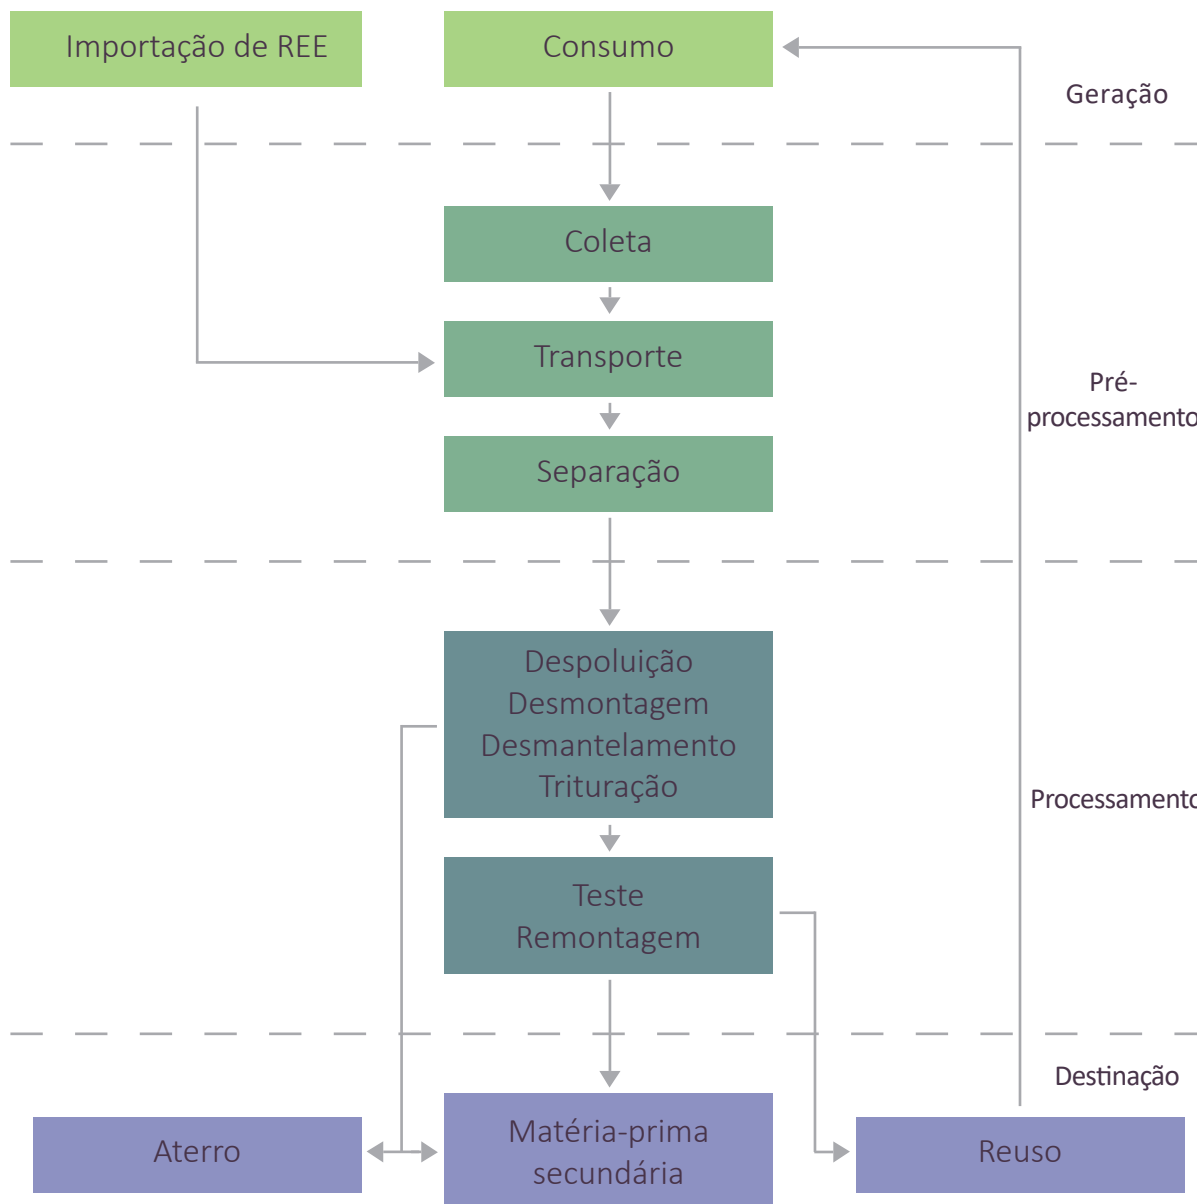 Importação de REE
Consumo
Geração
Coleta
Transporte
Pré-
processamento
Separação
Despoluição
Desmontagem
Desmantelamento
Trituração
Processamento
Teste
Remontagem
Destinação
Aterro
Matéria-prima
secundária
Reuso